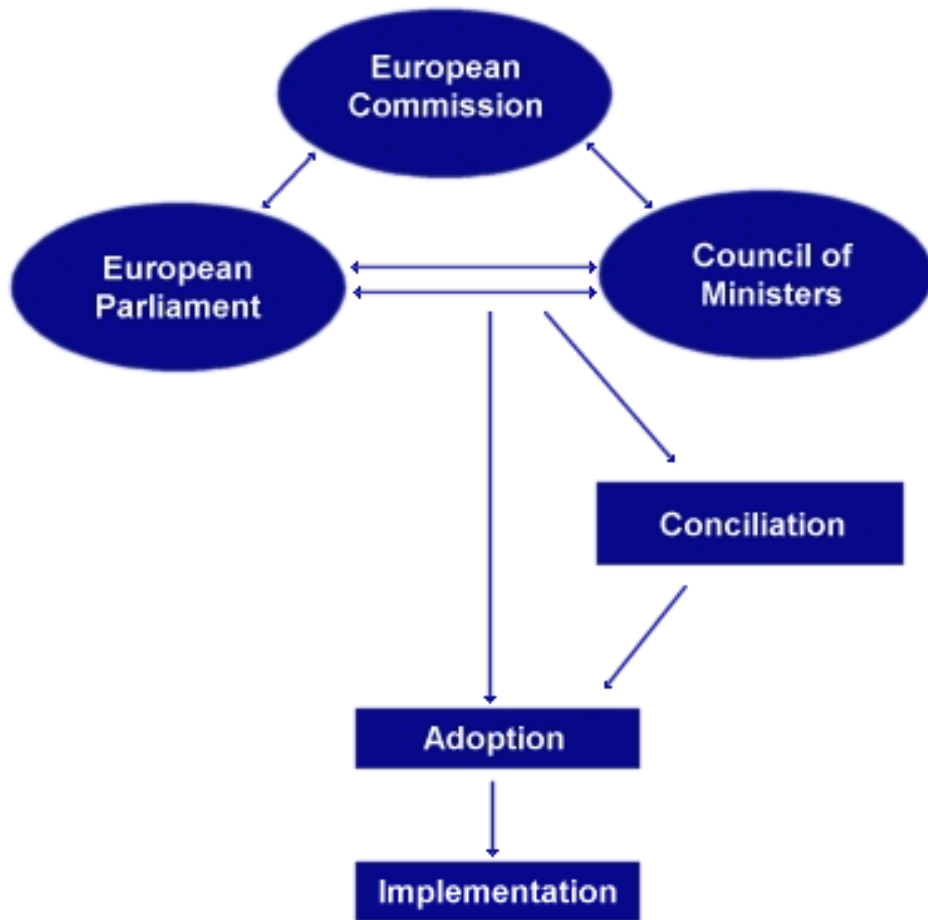 European
Commission
European
Parliament
Council of
Ministers
Conciliation
Adoption
Implementation